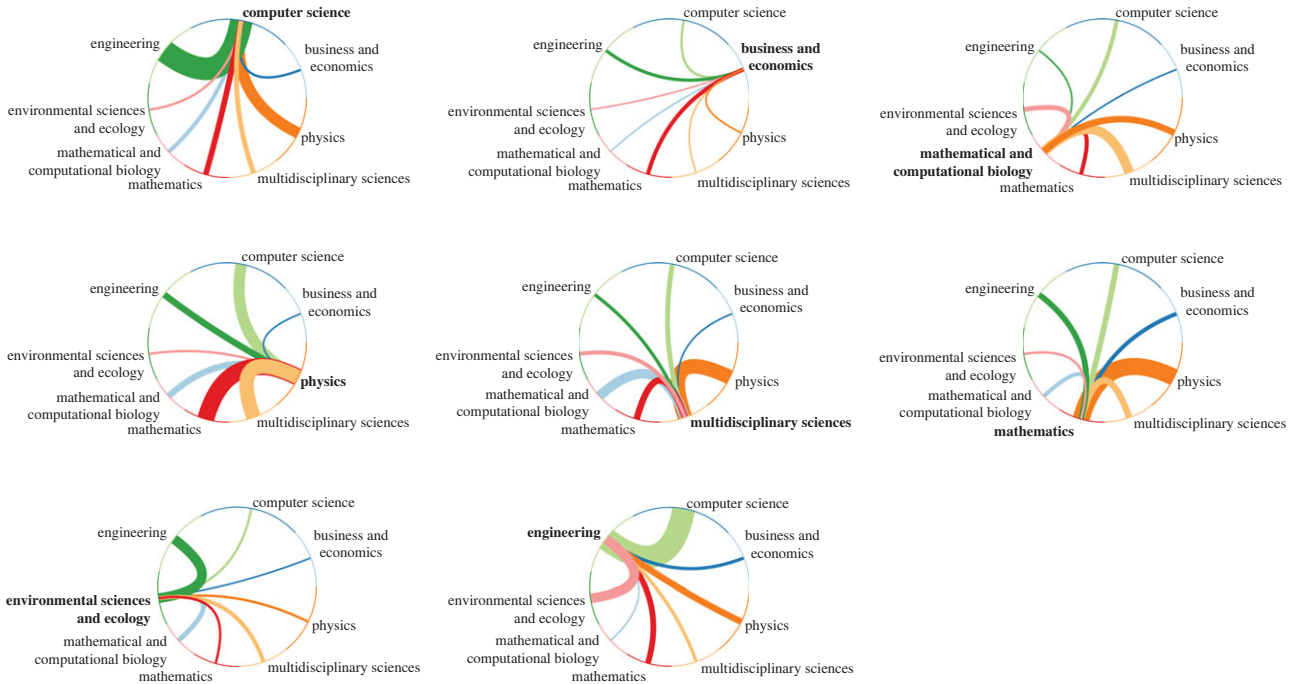 computer science
engineering
business and
economics
environmental sciences
and ecology
physics
mathematical and
computational biology
mathematics
multidisciplinary sciences
computer science
engineering
business and
economics
environmental sciences
and ecology
physics
mathematical and
computational biology
mathematics
multidisciplinary sciences
computer science
engineering
business and
economics
environmental sciences
and ecology
physics
mathematical and
computational biology
mathematics
multidisciplinary sciences
computer science
engineering
business and
economics
environmental sciences
and ecology
physics
mathematical and
computational biology
mathematics
multidisciplinary sciences
computer science
engineering
business and
economics
environmental sciences
and ecology
physics
mathematical and
computational biology
mathematics
multidisciplinary sciences
computer science
engineering
business and
economics
environmental sciences
and ecology
physics
mathematical and
computational biology
mathematics
multidisciplinary sciences
computer science
engineering
business and
economics
environmental sciences
and ecology
physics
mathematical and
computational biology
mathematics
multidisciplinary sciences
computer science
engineering
business and
economics
environmental sciences
and ecology
physics
mathematical and
computational biology
mathematics
multidisciplinary sciences